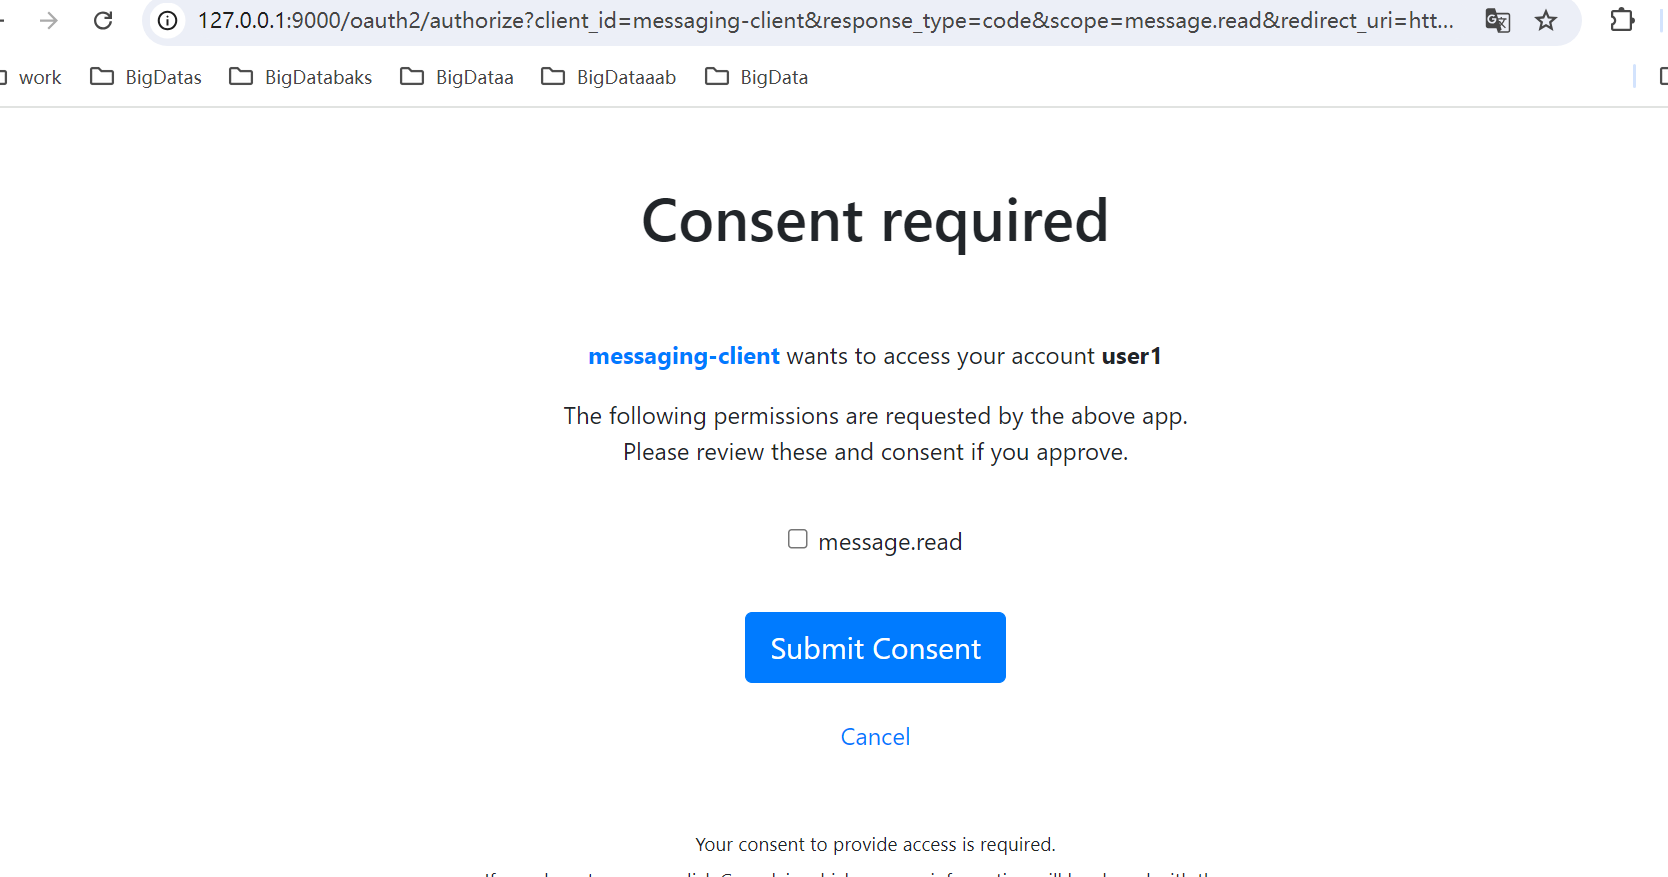 127.0.0.1:9000/oauth2/authorize?client_id=messaging-client&response_type=code&scope=message.read&redirect_uri=htt...
work BigDatas BigDatabaks BigDataa BigDataaab BigData
Consent required
messaging-client wants to access your account user1
The following permissions are requested by the above app.
Please review these and consent if you approve.
message.read
Submit Consent
Cancel
Your consent to provide access is required.